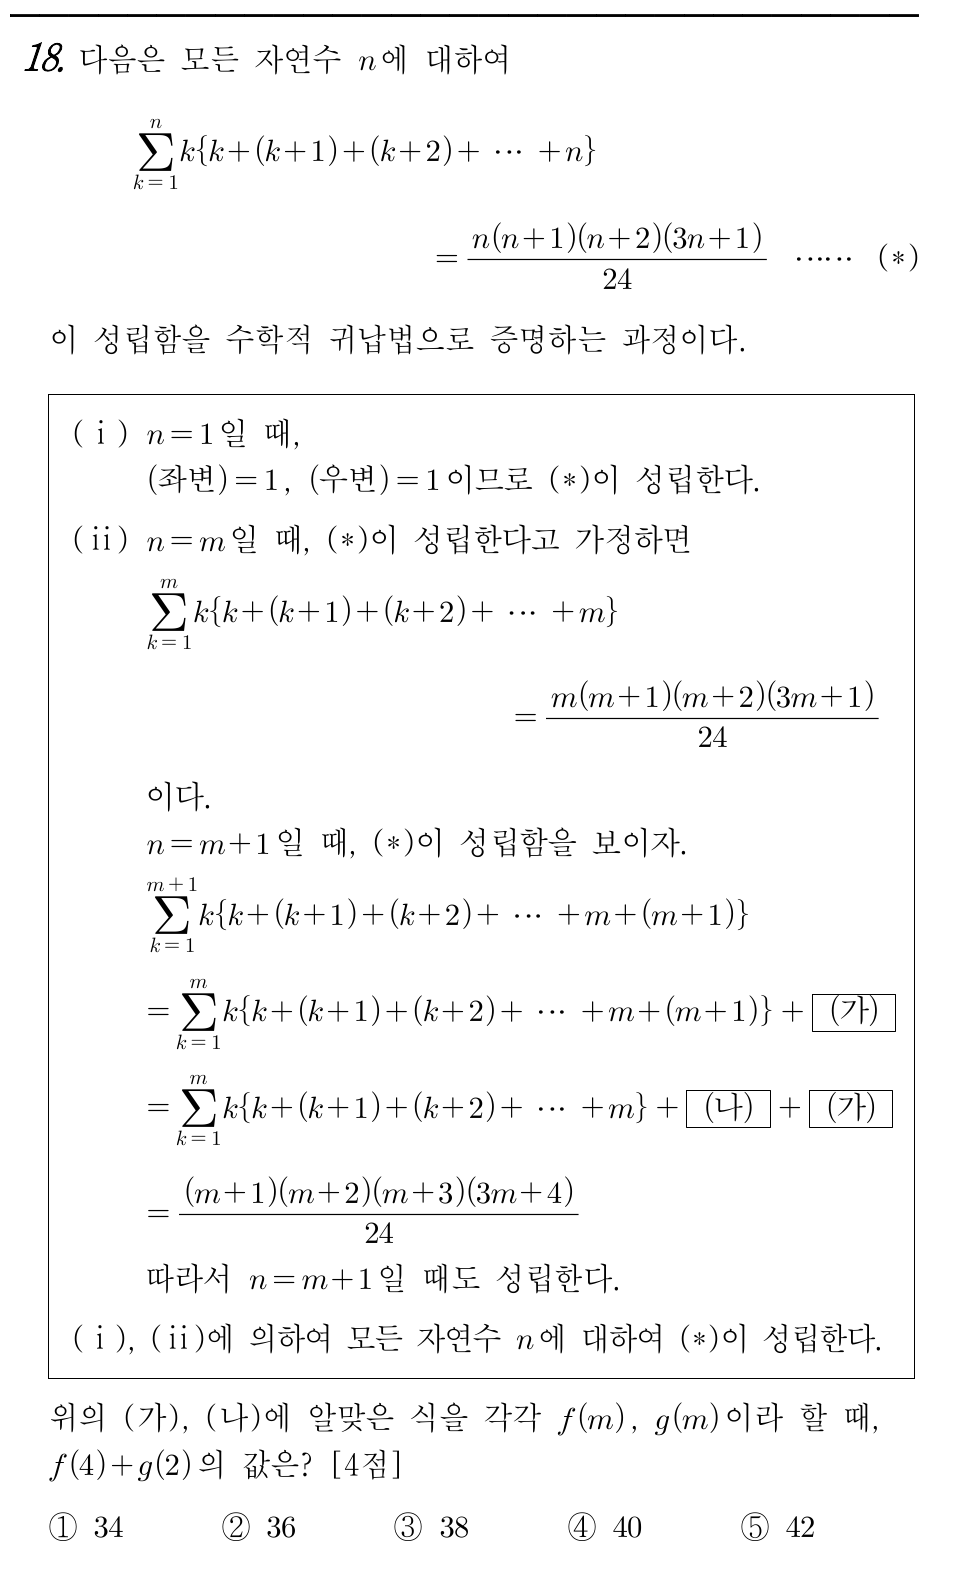 18. 다음은 모든 자연수 n에 대하여
\sum_{k=1}^{n} k{k+(k+1)+(k+2)+ ⋯ +n}
= \frac{n(n+1)(n+2)(3n+1)}{24} ⋯⋯ (*)
이 성립함을 수학적 귀납법으로 증명하는 과정이다.
(ⅰ) n=1일 때,
(좌변)=1, (우변)=1이므로 (*)이 성립한다.
(ⅱ) n=m일 때, (*)이 성립한다고 가정하면
\sum_{k=1}^{m} k{k+(k+1)+(k+2)+ ⋯ +m}
= \frac{m(m+1)(m+2)(3m+1)}{24}
이다.
n=m+1일 때, (*)이 성립함을 보이자.
\sum_{k=1}^{m+1} k{k+(k+1)+(k+2)+ ⋯ +m+(m+1)}
= \sum_{k=1}^{m} k{k+(k+1)+(k+2)+ ⋯ +m+(m+1)} + (가)
= \sum_{k=1}^{m} k{k+(k+1)+(k+2)+ ⋯ +m} + (나) + (가)
= \frac{(m+1)(m+2)(m+3)(3m+4)}{24}
따라서 n=m+1일 때도 성립한다.
(ⅰ), (ⅱ)에 의하여 모든 자연수 n에 대하여 (*)이 성립한다.
위의 (가), (나)에 알맞은 식을 각각 f(m), g(m)이라 할 때,
f(4)+g(2)의 값은? [4점]
① 34 ② 36 ③ 38 ④ 40 ⑤ 42